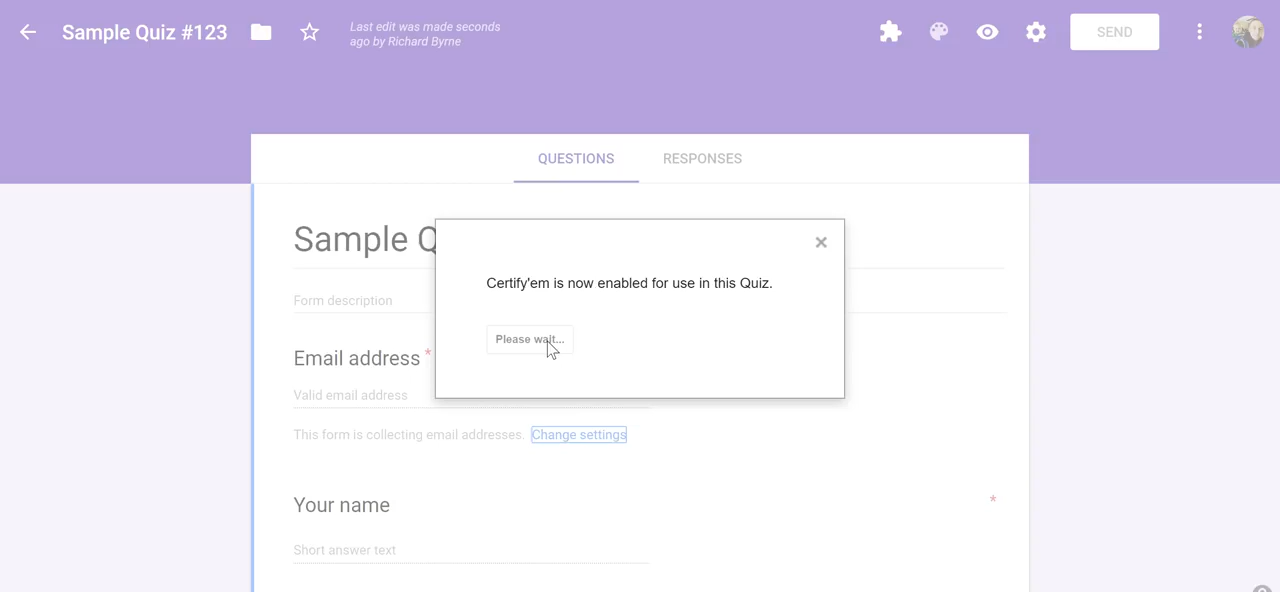 Sample Quiz #123
Last edit was made seconds
ago by Richard Byrne
SEND
QUESTIONS RESPONSES
Sample Q
Form description
Certify'em is now enabled for use in this Quiz.
Please wait...
Email address *
Valid email address
This form is collecting email addresses. Change settings
Your name *
Short answer text